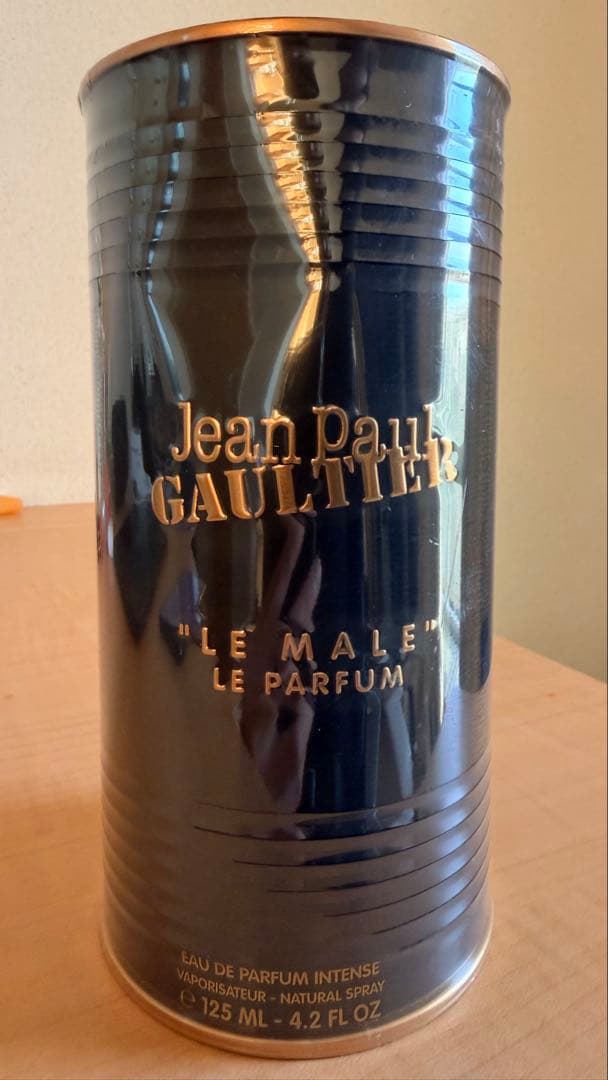 Jean Paul
GAULTIER
"LE MALE"
LE PARFUM
EAU DE PARFUM INTENSE
VAPORISATEUR - NATURAL SPRAY
℮ 125 ML - 4.2 FL OZ